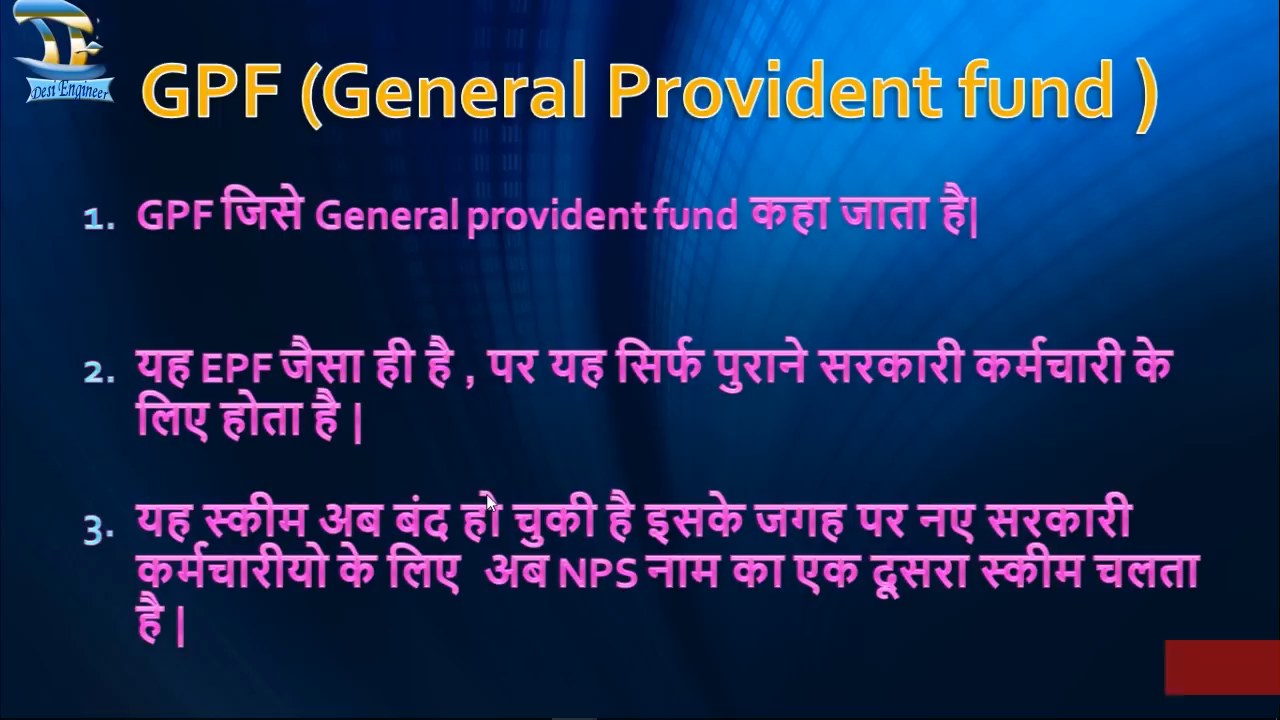 Desi Engineer
GPF (General Provident fund )
1. GPF जिसे General provident fund कहा जाता है|
2. यह EPF जैसा ही है , पर यह सिर्फ पुराने सरकारी कर्मचारी के
लिए होता है |
3. यह स्कीम अब बंद हो चुकी है इसके जगह पर नए सरकारी
कर्मचारीयो के लिए अब NPS नाम का एक दूसरा स्कीम चलता
है |